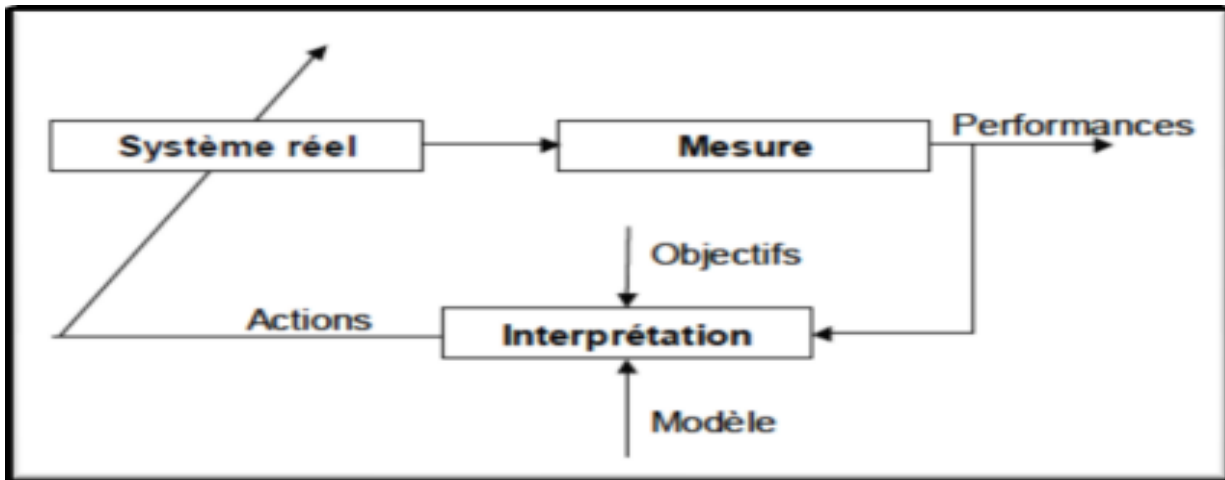 Système réel
Mesure
Performances
Objectifs
Actions
Interprétation
Modèle